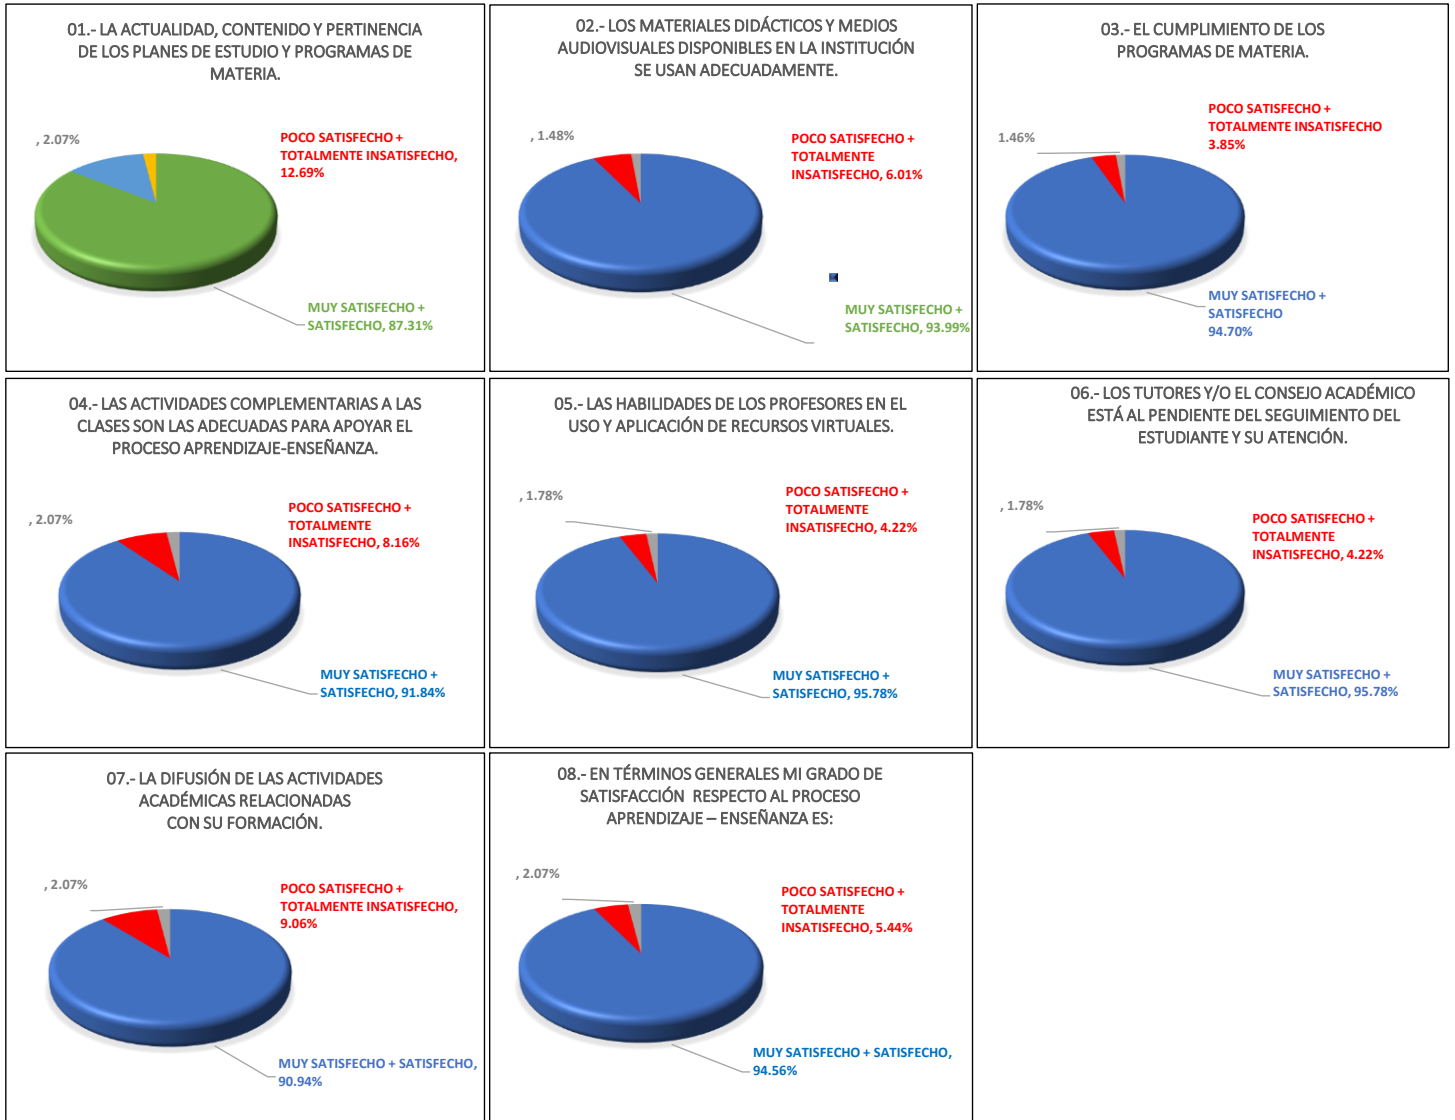 01.- LA ACTUALIDAD, CONTENIDO Y PERTINENCIA
DE LOS PLANES DE ESTUDIO Y PROGRAMAS DE
MATERIA.
, 2.07%
POCO SATISFECHO +
TOTALMENTE INSATISFECHO,
12.69%
MUY SATISFECHO +
SATISFECHO, 87.31%
02.- LOS MATERIALES DIDÁCTICOS Y MEDIOS
AUDIOVISUALES DISPONIBLES EN LA INSTITUCIÓN
SE USAN ADECUADAMENTE.
, 1.48%
POCO SATISFECHO +
TOTALMENTE
INSATISFECHO, 6.01%
MUY SATISFECHO +
SATISFECHO, 93.99%
03.- EL CUMPLIMIENTO DE LOS
PROGRAMAS DE MATERIA.
1.46%
POCO SATISFECHO +
TOTALMENTE INSATISFECHO
3.85%
MUY SATISFECHO +
SATISFECHO
94.70%
04.- LAS ACTIVIDADES COMPLEMENTARIAS A LAS
CLASES SON LAS ADECUADAS PARA APOYAR EL
PROCESO APRENDIZAJE-ENSEÑANZA.
, 2.07%
POCO SATISFECHO +
TOTALMENTE
INSATISFECHO, 8.16%
MUY SATISFECHO +
SATISFECHO, 91.84%
05.- LAS HABILIDADES DE LOS PROFESORES EN EL
USO Y APLICACIÓN DE RECURSOS VIRTUALES.
, 1.78%
POCO SATISFECHO +
TOTALMENTE
INSATISFECHO, 4.22%
MUY SATISFECHO +
SATISFECHO, 95.78%
06.- LOS TUTORES Y/O EL CONSEJO ACADÉMICO
ESTÁ AL PENDIENTE DEL SEGUIMIENTO DEL
ESTUDIANTE Y SU ATENCIÓN.
, 1.78%
POCO SATISFECHO +
TOTALMENTE
INSATISFECHO, 4.22%
MUY SATISFECHO +
SATISFECHO, 95.78%
07.- LA DIFUSIÓN DE LAS ACTIVIDADES
ACADÉMICAS RELACIONADAS
CON SU FORMACIÓN.
, 2.07%
POCO SATISFECHO +
TOTALMENTE INSATISFECHO,
9.06%
MUY SATISFECHO + SATISFECHO,
90.94%
08.- EN TÉRMINOS GENERALES MI GRADO DE
SATISFACCIÓN RESPECTO AL PROCESO
APRENDIZAJE – ENSEÑANZA ES:
, 2.07%
POCO SATISFECHO +
TOTALMENTE
INSATISFECHO, 5.44%
MUY SATISFECHO + SATISFECHO,
94.56%